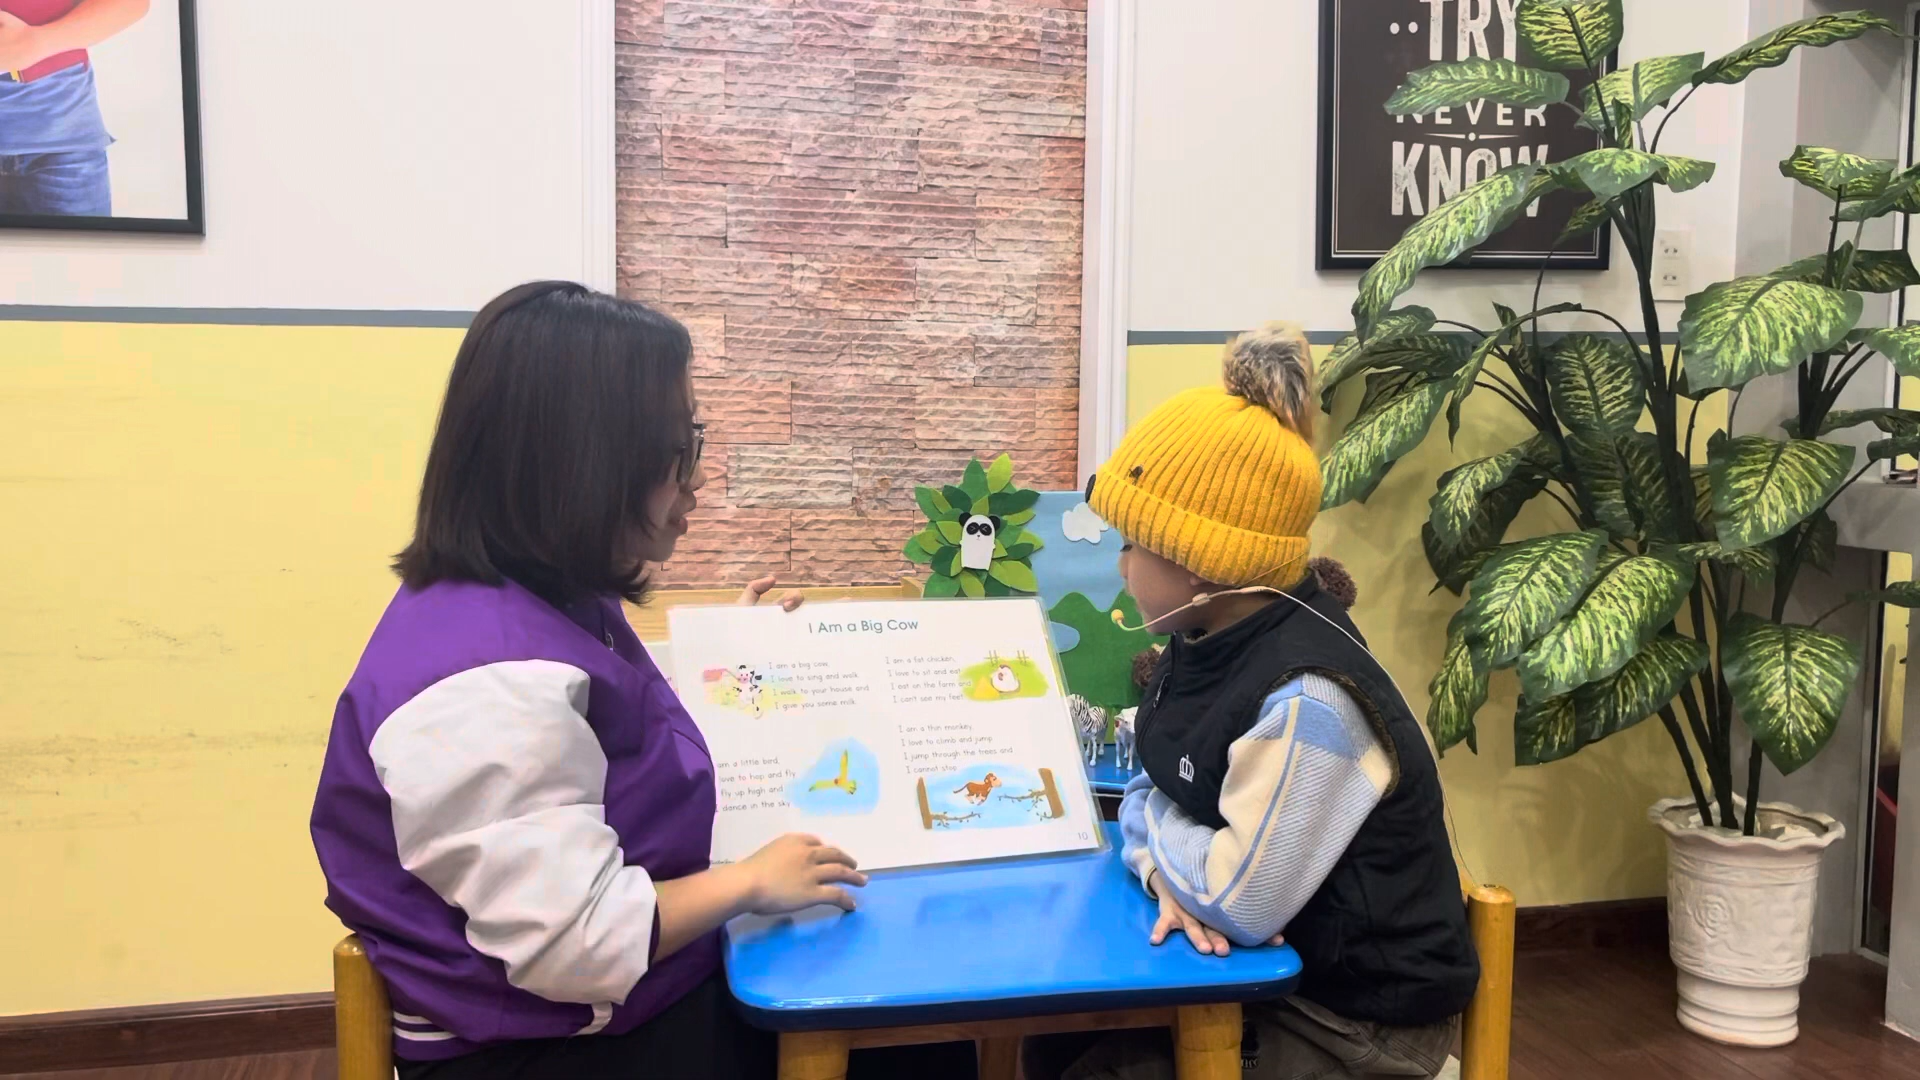 ..TRY
NEVER
KNOW
I Am a Big Cow
I am a big cow,
I love to sing and walk.
I walk to your house and
I give you some milk.
I am a fat chicken,
I love to sit and eat.
I eat on the farm and
I can't see my feet.
am a little bird,
love to hop and fly
fly up high and
I dance in the sky
I am a thin monkey,
I love to climb and jump.
I jump through the trees and
I cannot stop.
10